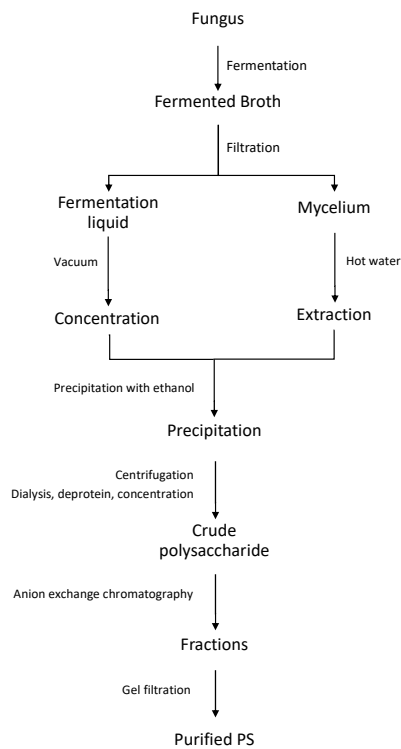 Fungus
Fermentation
Fermented Broth
Filtration
Fermentation
liquid
Mycelium
Vacuum
Hot water
Concentration
Extraction
Precipitation with ethanol
Precipitation
Centrifugation
Dialysis, deprotein, concentration
Crude
polysaccharide
Anion exchange chromatography
Fractions
Gel filtration
Purified PS